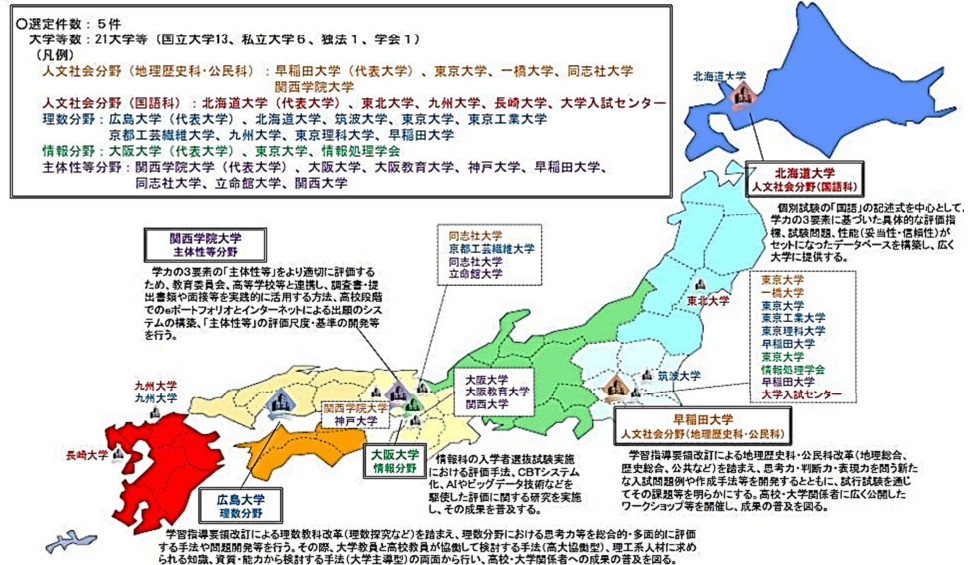 ○選定件数：５件
大学等数：21大学等（国立大学13、私立大学６、独法１、学会１）
（凡例）
人文社会分野（地理歴史科・公民科）：早稲田大学（代表大学）、東京大学、一橋大学、同志社大学
関西学院大学
人文社会分野（国語科）：北海道大学（代表大学）、東北大学、九州大学、長崎大学、大学入試センター
理数分野：広島大学（代表大学）、北海道大学、筑波大学、東京大学、東京工業大学
京都工芸繊維大学、九州大学、東京理科大学、早稲田大学
情報分野：大阪大学（代表大学）、東京大学、情報処理学会
主体性等分野：関西学院大学（代表大学）、大阪大学、大阪教育大学、神戸大学、早稲田大学、
同志社大学、立命館大学、関西大学
北海道大学
北海道大学
人文社会分野(国語科)
個別試験の「国語」の記述式を中心として、
学力の３要素に基づいた具体的な評価指
標、試験問題、性能（妥当性・信頼性）が
セットになったデータベースを構築し、広く
大学に提供する。
関西学院大学
主体性等分野
学力の３要素の「主体性等」をより適切に評価する
ため、教育委員会、高等学校等と連携し、調査書・提
出書類や面接等を実践的に活用する方法、高校段階
でのeポートフォリオとインターネットによる出願のシス
テムの構築、「主体性等」の評価尺度・基準の開発等
を行う。
同志社大学
京都工芸繊維大学
同志社大学
立命館大学
東北大学
東京大学
一橋大学
東京大学
東京工業大学
東京理科大学
早稲田大学
東京大学
情報処理学会
早稲田大学
大学入試センター
筑波大学
九州大学
九州大学
長崎大学
関西学院大学
神戸大学
大阪大学
大阪教育大学
関西大学
早稲田大学
人文社会分野(地理歴史科・公民科)
学習指導要領改訂による地理歴史科・公民科改革（地理総合、
歴史総合、公共など）を踏まえ、思考力・判断力・表現力を問う新た
な入試問題例や作成手法等を開発するとともに、試行試験を通じ
てその課題等を明らかにする。高校・大学関係者に広く公開した
ワークショップ等を開催し、成果の普及を図る。
大阪大学
情報分野
情報科の入学者選抜試験実施
における評価手法、CBTシステム
化、AIやビッグデータ技術などを
駆使した評価に関する研究を実施
し、その成果を普及する。
広島大学
理数分野
学習指導要領改訂による理数教科改革（理数探究など）を踏まえ、理数分野における思考力等を総合的・多面的に評価
する手法や問題開発等を行う。その際、大学教員と高校教員が協働して検討する手法（高大協働型）、理工系人材に求め
られる知識、資質・能力から検討する手法（大学主導型）の両面から行い、高校・大学関係者への成果の普及を図る。